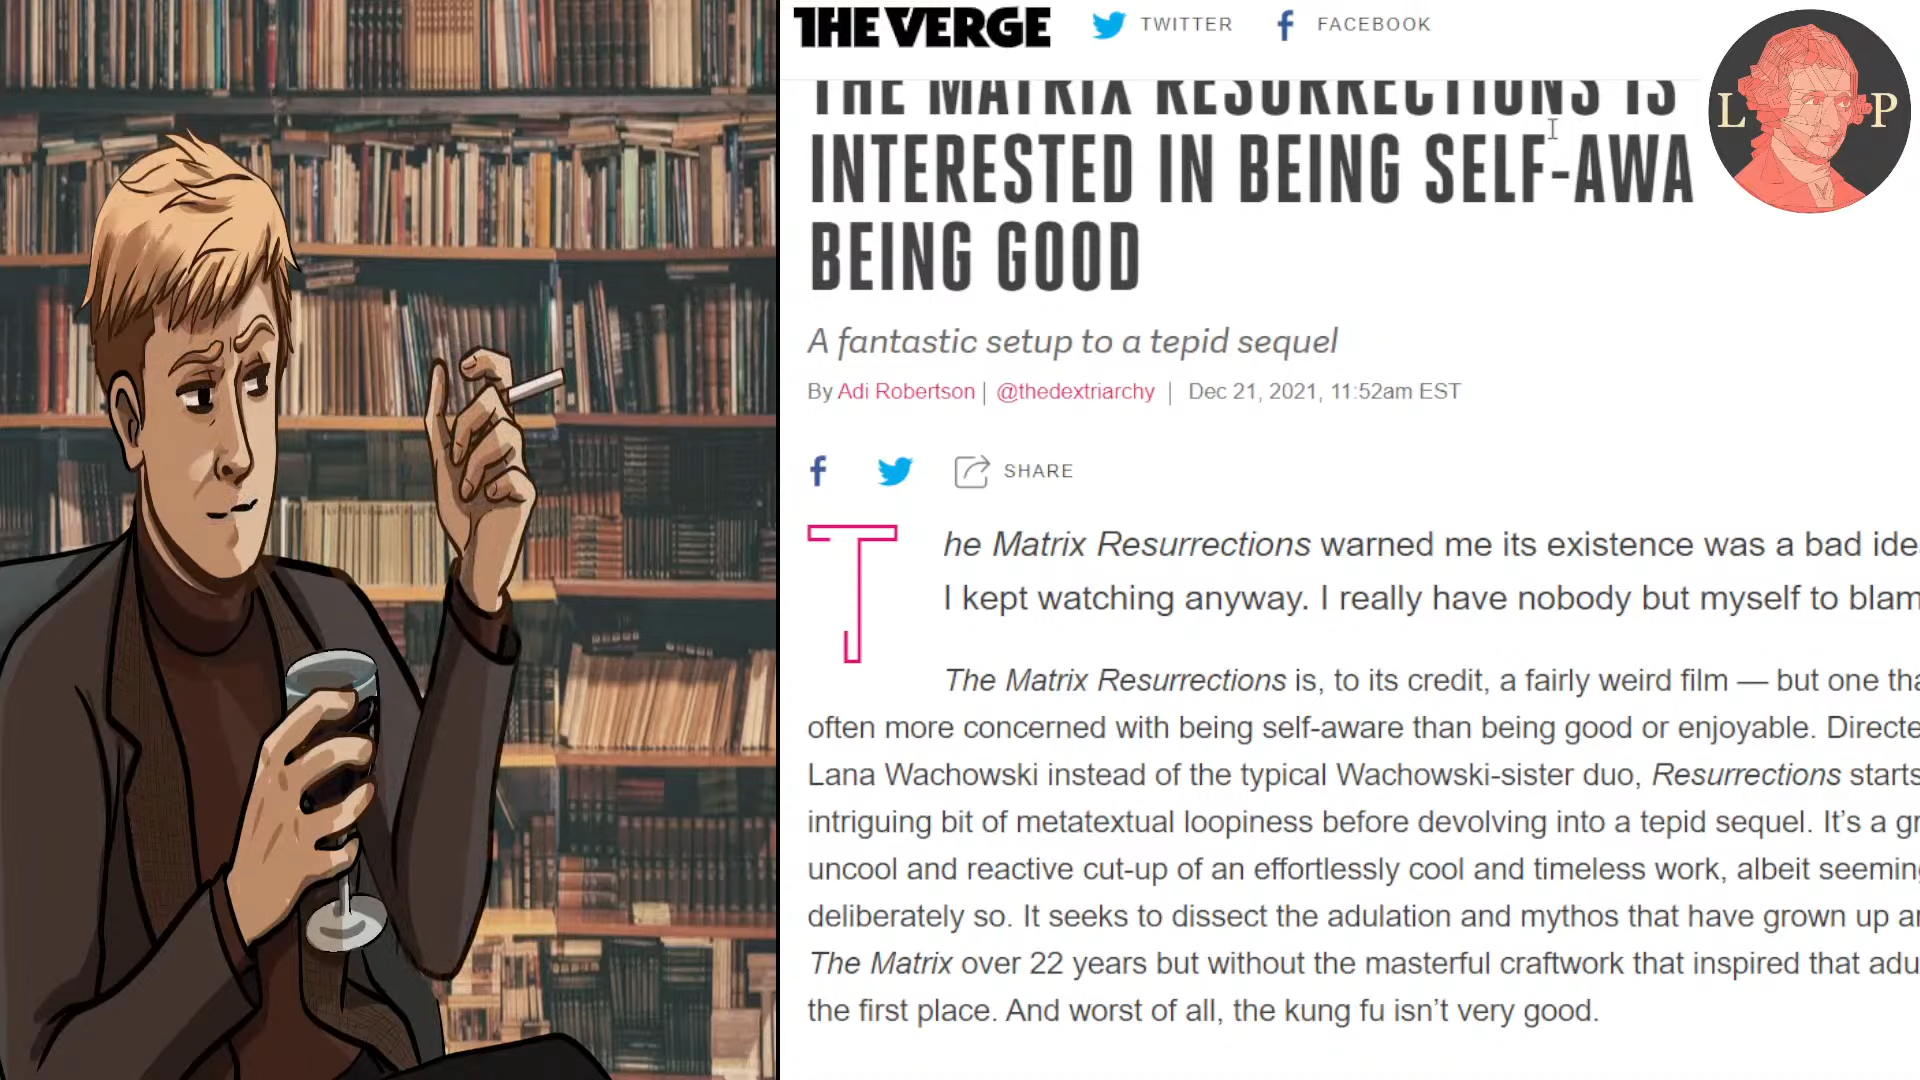 THE VERGE TWITTER FACEBOOK
L P
THE MATRIX RESURRECTIONS IS
INTERESTED IN BEING SELF-AWA
BEING GOOD
A fantastic setup to a tepid sequel
By Adi Robertson | @thedextriarchy | Dec 21, 2021, 11:52am EST
SHARE
The Matrix Resurrections warned me its existence was a bad ide
I kept watching anyway. I really have nobody but myself to blam
The Matrix Resurrections is, to its credit, a fairly weird film — but one tha
often more concerned with being self-aware than being good or enjoyable. Directe
Lana Wachowski instead of the typical Wachowski-sister duo, Resurrections starts
intriguing bit of metatextual loopiness before devolving into a tepid sequel. It's a gr
uncool and reactive cut-up of an effortlessly cool and timeless work, albeit seeming
deliberately so. It seeks to dissect the adulation and mythos that have grown up ar
The Matrix over 22 years but without the masterful craftwork that inspired that adu
the first place. And worst of all, the kung fu isn't very good.